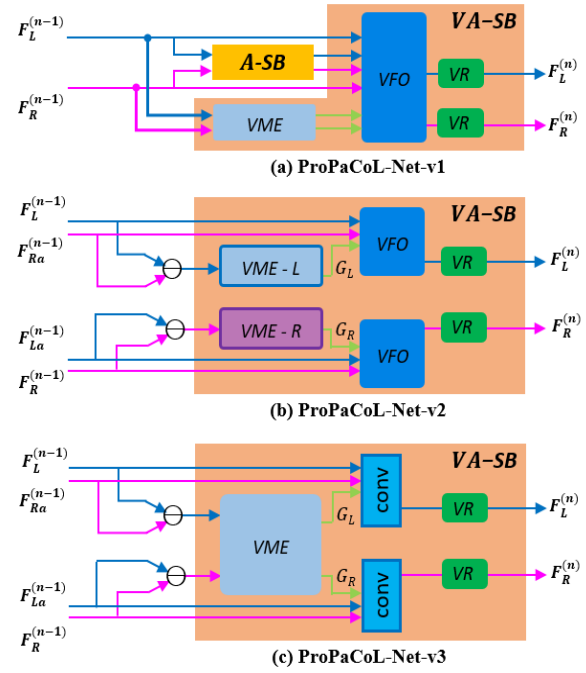 F_L^(n-1)
VA-SB
A-SB
VFO
VR
F_L^(n)
F_R^(n-1)
VME
VR
F_R^(n)
(a) ProPaCoL-Net-v1
F_L^(n-1)
VA-SB
F_Ra^(n-1)
VFO
VME - L
G_L
VR
F_L^(n)
F_La^(n-1)
VME - R
G_R
VR
F_R^(n)
VFO
F_R^(n-1)
(b) ProPaCoL-Net-v2
F_L^(n-1)
VA-SB
F_Ra^(n-1)
conv
G_L
VR
F_L^(n)
VME
F_La^(n-1)
G_R
conv
VR
F_R^(n)
F_R^(n-1)
(c) ProPaCoL-Net-v3